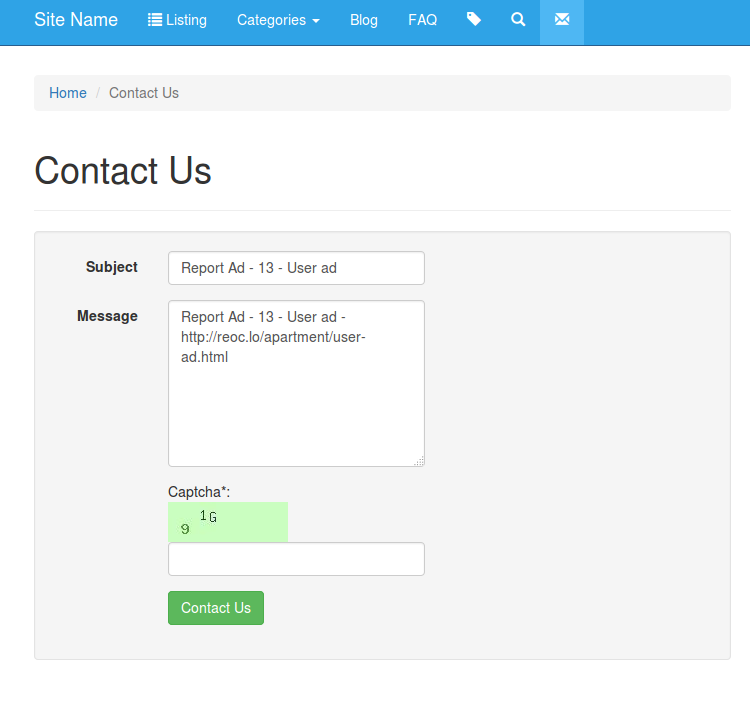 Site Name Listing Categories Blog FAQ
Home / Contact Us
Contact Us
Subject
Report Ad - 13 - User ad
Message
Report Ad - 13 - User ad -
http://reoc.lo/apartment/user-
ad.html
Captcha*:
9 1G
Contact Us